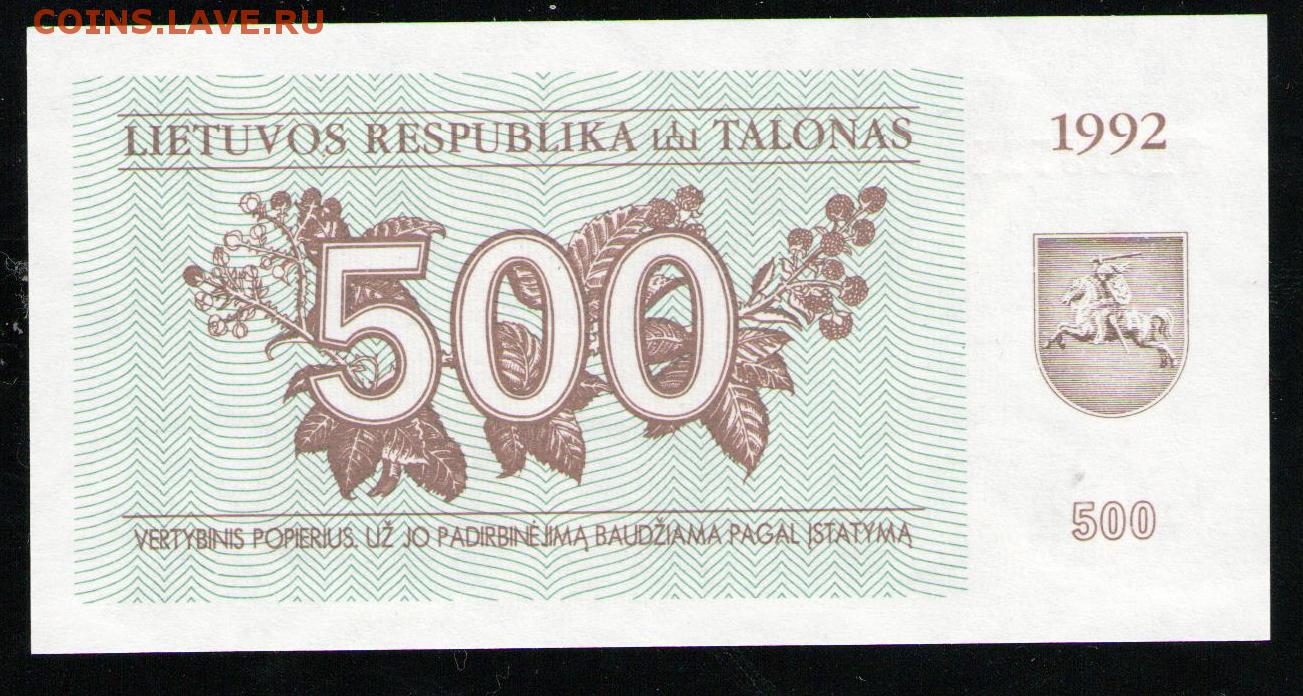 COINS.LAVE.RU
LIETUVOS RESPUBLIKA TALONAS
1992
500
500
VERTYBINIS POPIERIUS. UŽ JO PADIRBINĖJIMĄ BAUDŽIAMA PAGAL ĮSTATYMĄ